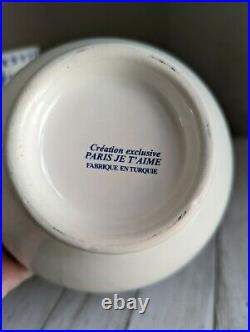 Création exclusive
PARIS JE T'AIME
FABRIQUE EN TURQUIE